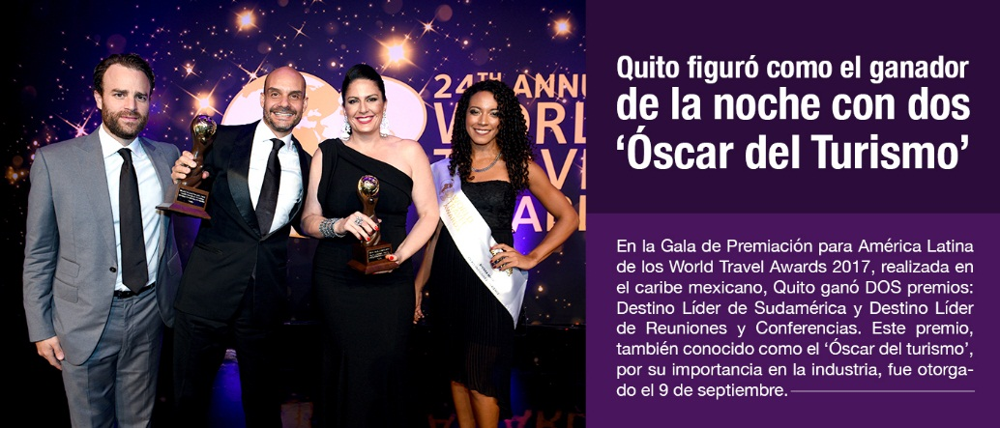 24TH ANNU
WORL
TRAVE
AWAR
Quito figuró como el ganador
de la noche con dos
‘Óscar del Turismo’
En la Gala de Premiación para América Latina
de los World Travel Awards 2017, realizada en
el caribe mexicano, Quito ganó DOS premios:
Destino Líder de Sudamérica y Destino Líder
de Reuniones y Conferencias. Este premio,
también conocido como el ‘Óscar del turismo’,
por su importancia en la industria, fue otorga-
do el 9 de septiembre.